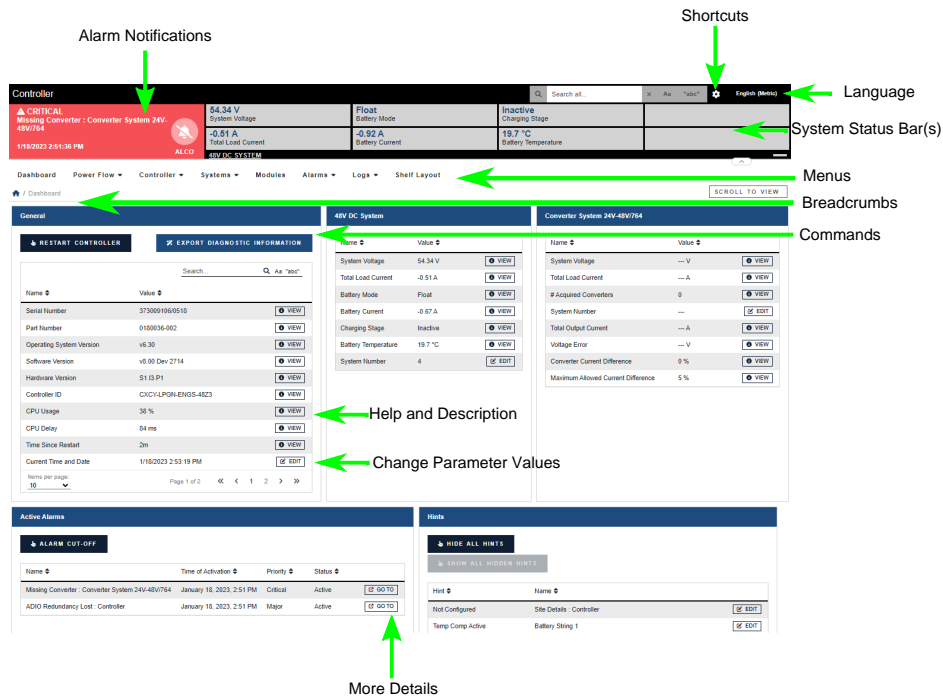 Shortcuts
Alarm Notifications
Controller
Search all...
× Aa "abc"
English (Metric)
Language
CRITICAL
Missing Converter : Converter System 24V-
48V/764
1/18/2023 2:51:36 PM
ALCO
54.34 V
System Voltage
Float
Battery Mode
Inactive
Charging Stage
-0.51 A
Total Load Current
-0.92 A
Battery Current
19.7 °C
Battery Temperature
48V DC SYSTEM
System Status Bar(s)
Dashboard Power Flow Controller Systems Modules Alarms Logs Shelf Layout
Menus
/ Dashboard
SCROLL TO VIEW
Breadcrumbs
General
RESTART CONTROLLER
EXPORT DIAGNOSTIC INFORMATION
Commands
Search... Aa "abc"
Name Value
Serial Number 373009106/0518 VIEW
Part Number 0180036-002 VIEW
Operating System Version v6.30 VIEW
Software Version v8.00 Dev 2714 VIEW
Hardware Version S1 I3.P1 VIEW
Controller ID CXCY-LPGN-ENGS-48Z3 VIEW
CPU Usage 38 % VIEW
CPU Delay 84 ms VIEW
Time Since Restart 2m VIEW
Current Time and Date 1/18/2023 2:53:19 PM EDIT
Items per page:
10
Page 1 of 2 « < 1 2 > »
Help and Description
Change Parameter Values
48V DC System
Name Value
System Voltage 54.34 V VIEW
Total Load Current -0.51 A VIEW
Battery Mode Float VIEW
Battery Current -0.67 A VIEW
Charging Stage Inactive VIEW
Battery Temperature 19.7 °C VIEW
System Number 4 EDIT
Converter System 24V-48V/764
Name Value
System Voltage --- V VIEW
Total Load Current --- A VIEW
# Acquired Converters 0 VIEW
System Number --- EDIT
Total Output Current --- A VIEW
Voltage Error --- V VIEW
Converter Current Difference 0 % VIEW
Maximum Allowed Current Difference 5 % VIEW
Active Alarms
ALARM CUT-OFF
Name Time of Activation Priority Status
Missing Converter : Converter System 24V-48V/764 January 18, 2023, 2:51 PM Critical Active GO TO
ADIO Redundancy Lost : Controller January 18, 2023, 2:51 PM Major Active GO TO
Hints
HIDE ALL HINTS
SHOW ALL HIDDEN HINTS
Hint Name
Not Configured Site Details : Controller EDIT
Temp Comp Active Battery String 1 EDIT
More Details